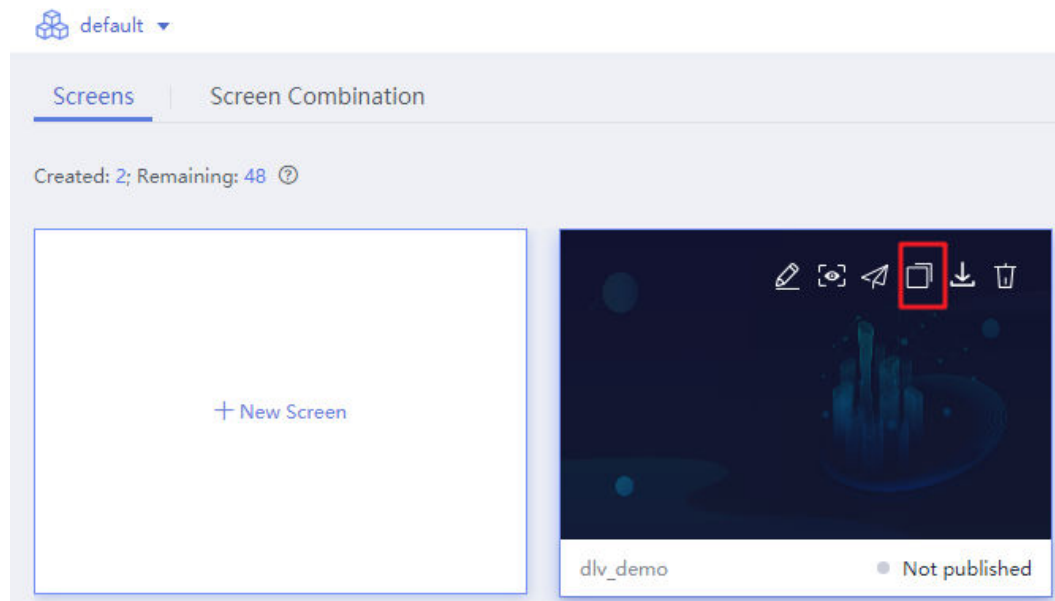 default
Screens
Screen Combination
Created: 2; Remaining: 48
+ New Screen
dlv_demo
Not published